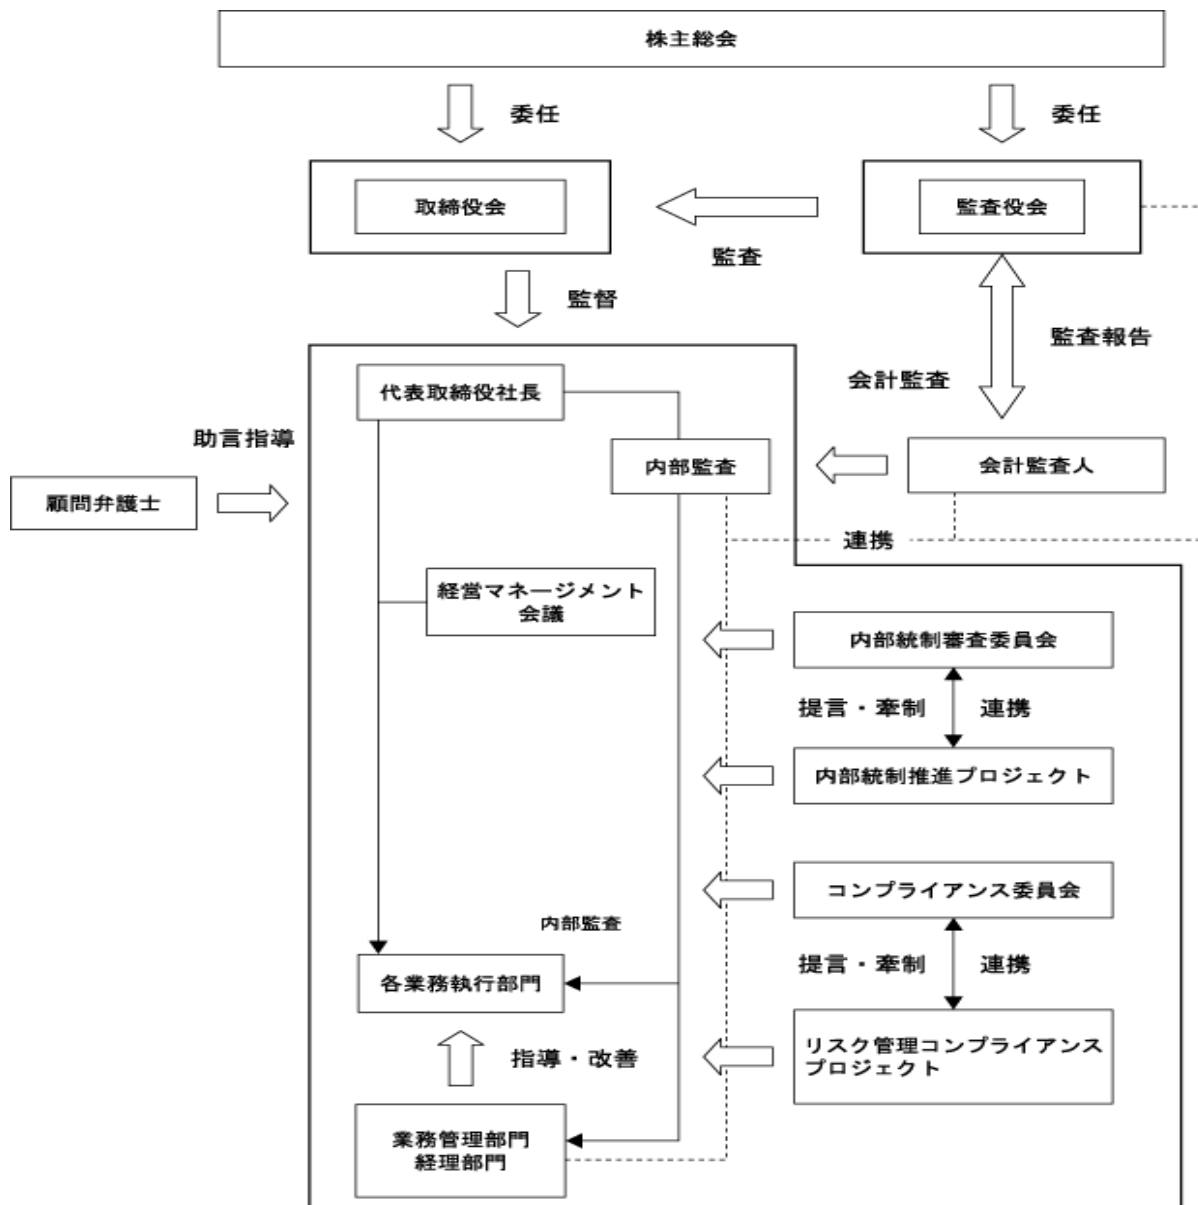 株主総会
委任
委任
取締役会
監査役会
監査
監督
監査報告
会計監査
代表取締役社長
助言指導
内部監査
会計監査人
顧問弁護士
連携
経営マネージメント
会議
内部統制審査委員会
提言・牽制
連携
内部統制推進プロジェクト
コンプライアンス委員会
内部監査
提言・牽制
連携
各業務執行部門
リスク管理コンプライアンス
プロジェクト
指導・改善
業務管理部門
経理部門